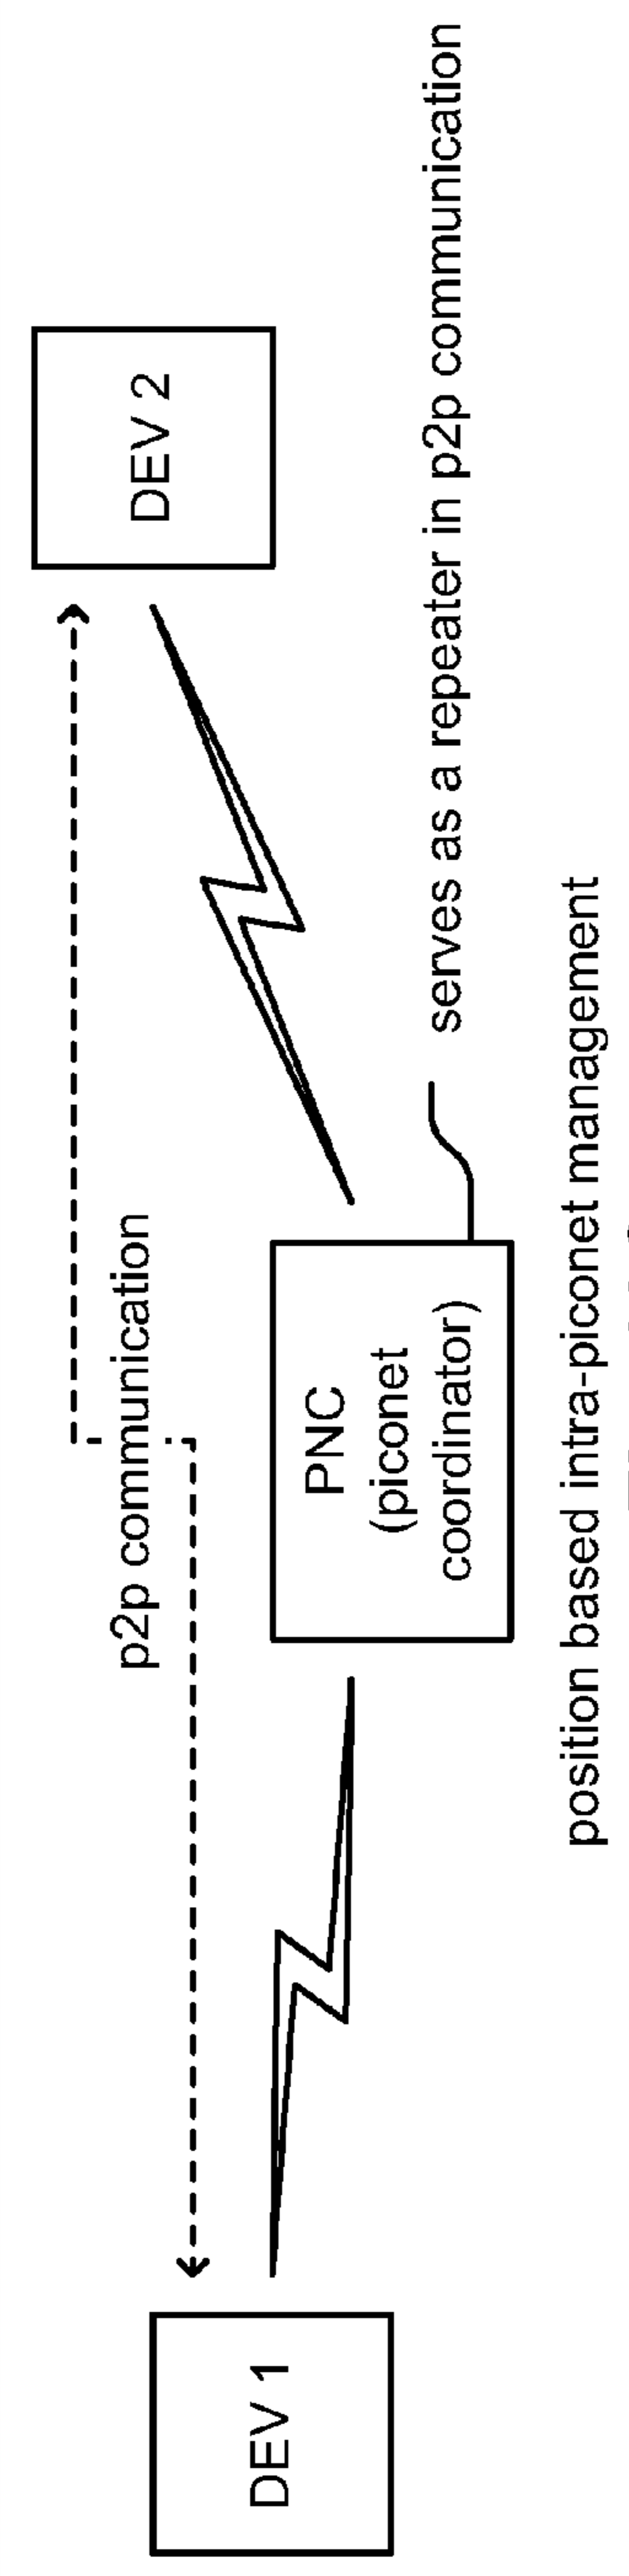 p2p communication
DEV 1
DEV 2
PNC
(piconet
coordinator)
serves as a repeater in p2p communication
position based intra-piconet management